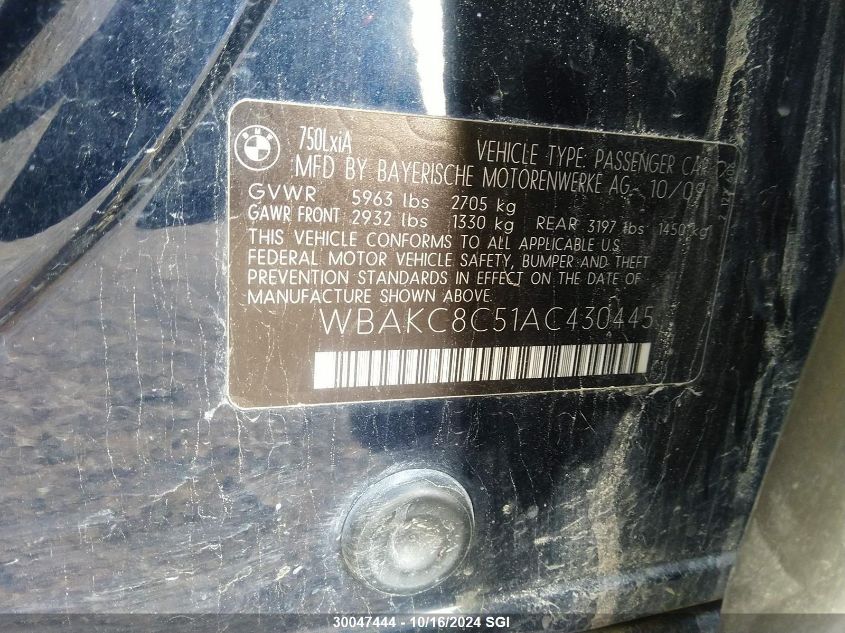 BMW
750LxiA
VEHICLE TYPE: PASSENGER CAR
MFD BY BAYERISCHE MOTORENWERKE AG - 10/09
GVWR 5963 lbs 2705 kg
GAWR FRONT 2932 lbs 1330 kg REAR 3197 lbs 1450 kg
THIS VEHICLE CONFORMS TO ALL APPLICABLE U.S.
FEDERAL MOTOR VEHICLE SAFETY, BUMPER AND THEFT
PREVENTION STANDARDS IN EFFECT ON THE DATE OF
MANUFACTURE SHOWN ABOVE.
WBAKC8C51AC430445
30047444 - 10/16/2024 SGI